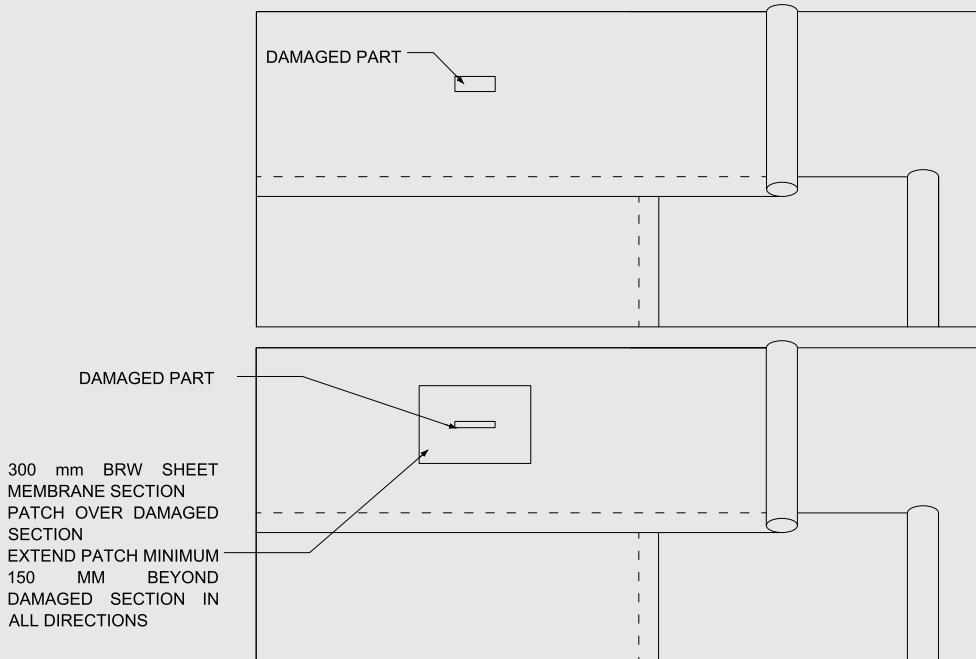 DAMAGED PART
DAMAGED PART
300 mm BRW SHEET
MEMBRANE SECTION
PATCH OVER DAMAGED
SECTION
EXTEND PATCH MINIMUM
150 MM BEYOND
DAMAGED SECTION IN
ALL DIRECTIONS